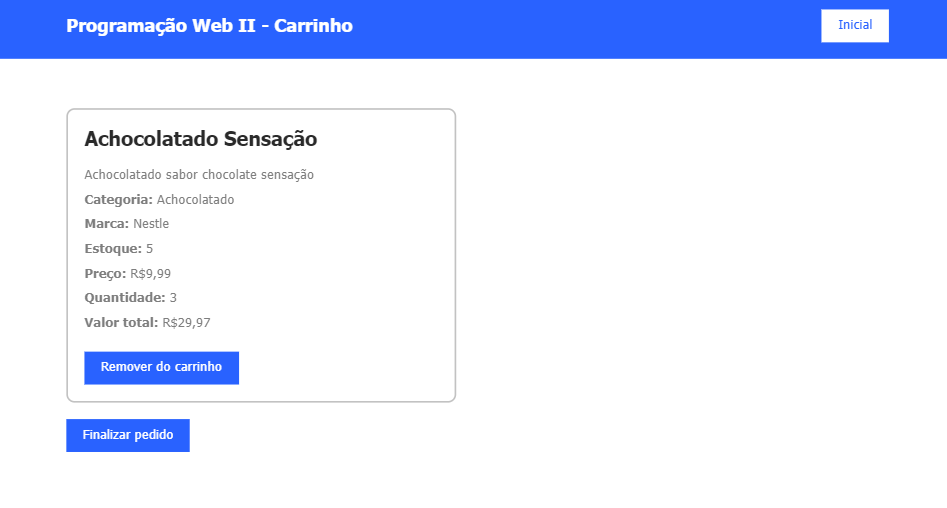 Programação Web II - Carrinho
Inicial
Achocolatado Sensação
Achocolatado sabor chocolate sensação
Categoria: Achocolatado
Marca: Nestle
Estoque: 5
Preço: R$9,99
Quantidade: 3
Valor total: R$29,97
Remover do carrinho
Finalizar pedido